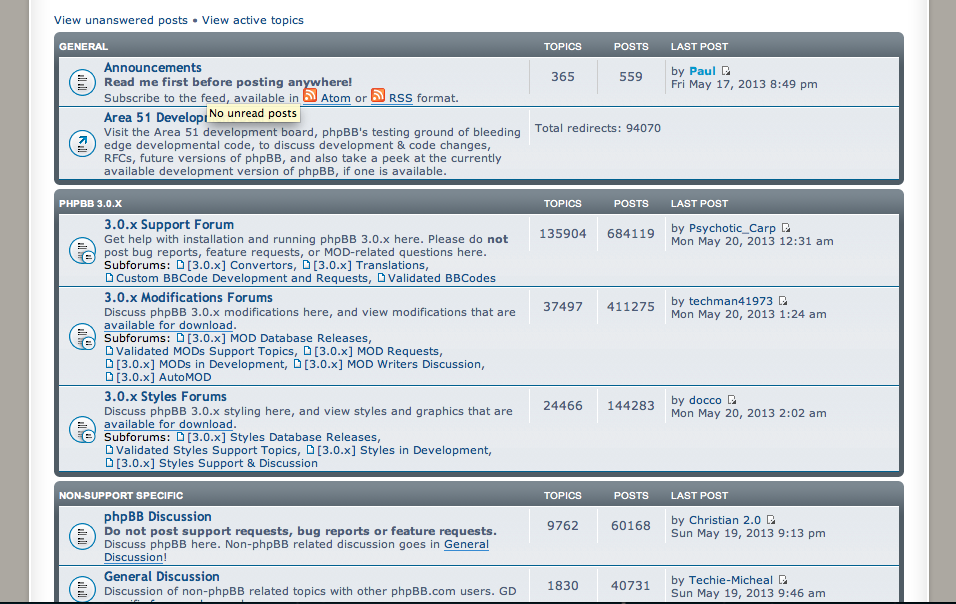 View unanswered posts • View active topics
GENERAL TOPICS POSTS LAST POST
Announcements
Read me first before posting anywhere!
Subscribe to the feed, available in Atom or RSS format.
365 559 by Paul
Fri May 17, 2013 8:49 pm
No unread posts
Area 51
Visit the Area 51 development board, phpBB's testing ground of bleeding
edge developmental code, to discuss development & code changes,
RFCs, future versions of phpBB, and also take a peek at the currently
available development version of phpBB, if one is available.
Total redirects: 94070
PHPBB 3.0.X TOPICS POSTS LAST POST
3.0.x Support Forum
Get help with installation and running phpBB 3.0.x here. Please do not
post bug reports, feature requests, or MOD-related questions here.
Subforums: [3.0.x] Convertors, [3.0.x] Translations,
Custom BBCode Development and Requests, Validated BBCodes
135904 684119 by Psychotic_Carp
Mon May 20, 2013 12:31 am
3.0.x Modifications Forums
Discuss phpBB 3.0.x modifications here, and view modifications that are
available for download.
Subforums: [3.0.x] MOD Database Releases,
Validated MODs Support Topics, [3.0.x] MOD Requests,
[3.0.x] MODs in Development, [3.0.x] MOD Writers Discussion,
[3.0.x] AutoMOD
37497 411275 by techman41973
Mon May 20, 2013 1:24 am
3.0.x Styles Forums
Discuss phpBB 3.0.x styling here, and view styles and graphics that are
available for download.
Subforums: [3.0.x] Styles Database Releases,
Validated Styles Support Topics, [3.0.x] Styles in Development,
[3.0.x] Styles Support & Discussion
24466 144283 by docco
Mon May 20, 2013 2:02 am
NON-SUPPORT SPECIFIC TOPICS POSTS LAST POST
phpBB Discussion
Do not post support requests, bug reports or feature requests.
Discuss phpBB here. Non-phpBB related discussion goes in General
Discussion!
9762 60168 by Christian 2.0
Sun May 19, 2013 9:13 pm
General Discussion
Discussion of non-phpBB related topics with other phpBB.com users. GD
1830 40731 by Techie-Micheal
Sun May 19, 2013 9:46 am